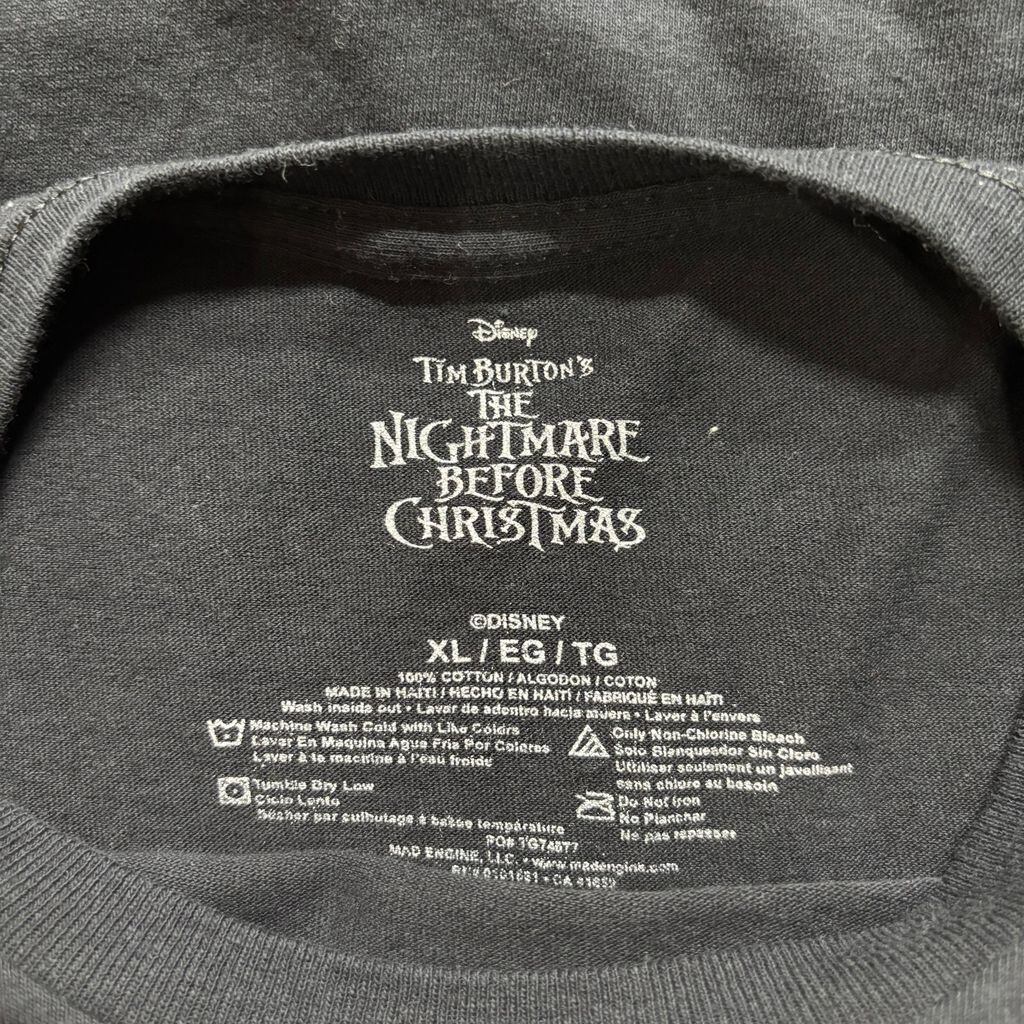 Disney
TIM BURTON'S
THE
NIGHTMARE
BEFORE
CHRISTMAS
©DISNEY
XL / EG / TG
100% COTTON / ALGODON / COTON
MADE IN HAITI / HECHO EN HAITI / FABRIQUÉ EN HAÏTI
Wash inside out • Lavar de adentro hacia afuera • Laver à l'envers
Machine Wash Cold with Like Colors
Lavar En Maquina Agua Fria Por Colores
Laver à la machine à l'eau froide
Only Non-Chlorine Bleach
Solo Blanqueador Sin Cloro
Utiliser seulement un javellisant
sans chlore au besoin
Tumble Dry Low
Ciclo Lento
Sécher par culbutage à basse température
Do Not Iron
No Planchar
Ne pas repasser
PO#
MAD ENGINE, LLC. • www.madengine.com
RN# • CA